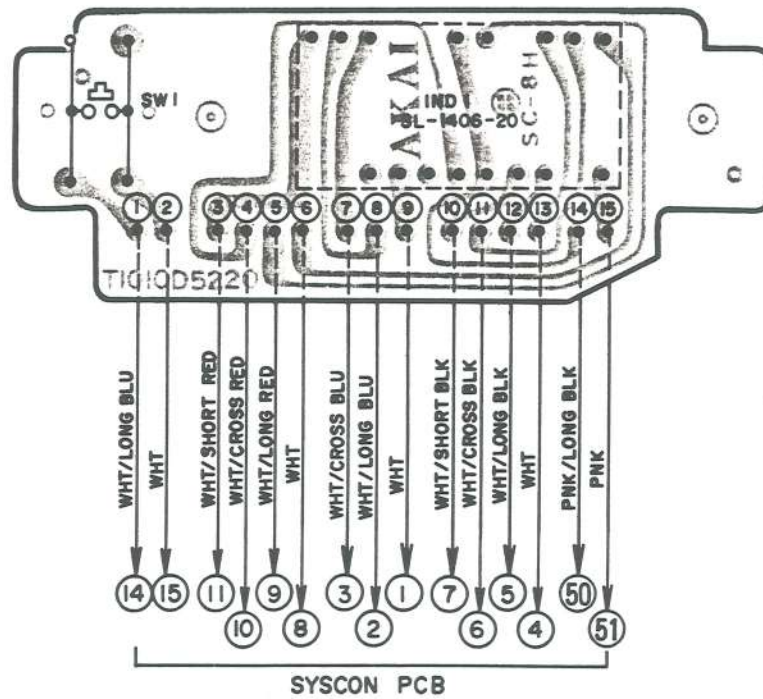 SW1
AKAI
IND 1
SL-1406-20
SC-8H
1 2 3 4 5 6 7 8 9 10 11 12 13 14 15
T1010D5220
WHT/LONG BLU
WHT
WHT/SHORT RED
WHT/CROSS RED
WHT/LONG RED
WHT
WHT/CROSS BLU
WHT/LONG BLU
WHT
WHT/SHORT BLK
WHT/CROSS BLK
WHT/LONG BLK
WHT
PNK/LONG BLK
PNK
14 15 11 9 3 1 7 5 50
10 8 2 6 4 51
SYSCON PCB